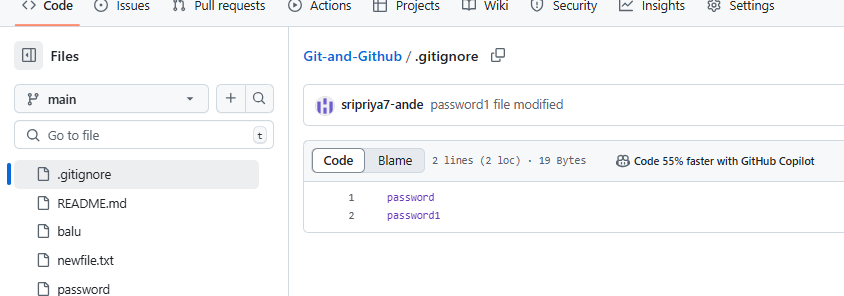 Code Issues Pull requests Actions Projects Wiki Security Insights Settings
Files
main
Go to file t
.gitignore
README.md
balu
newfile.txt
password
Git-and-Github / .gitignore
sripriya7-ande password1 file modified
Code Blame 2 lines (2 loc) · 19 Bytes Code 55% faster with GitHub Copilot
1 password
2 password1